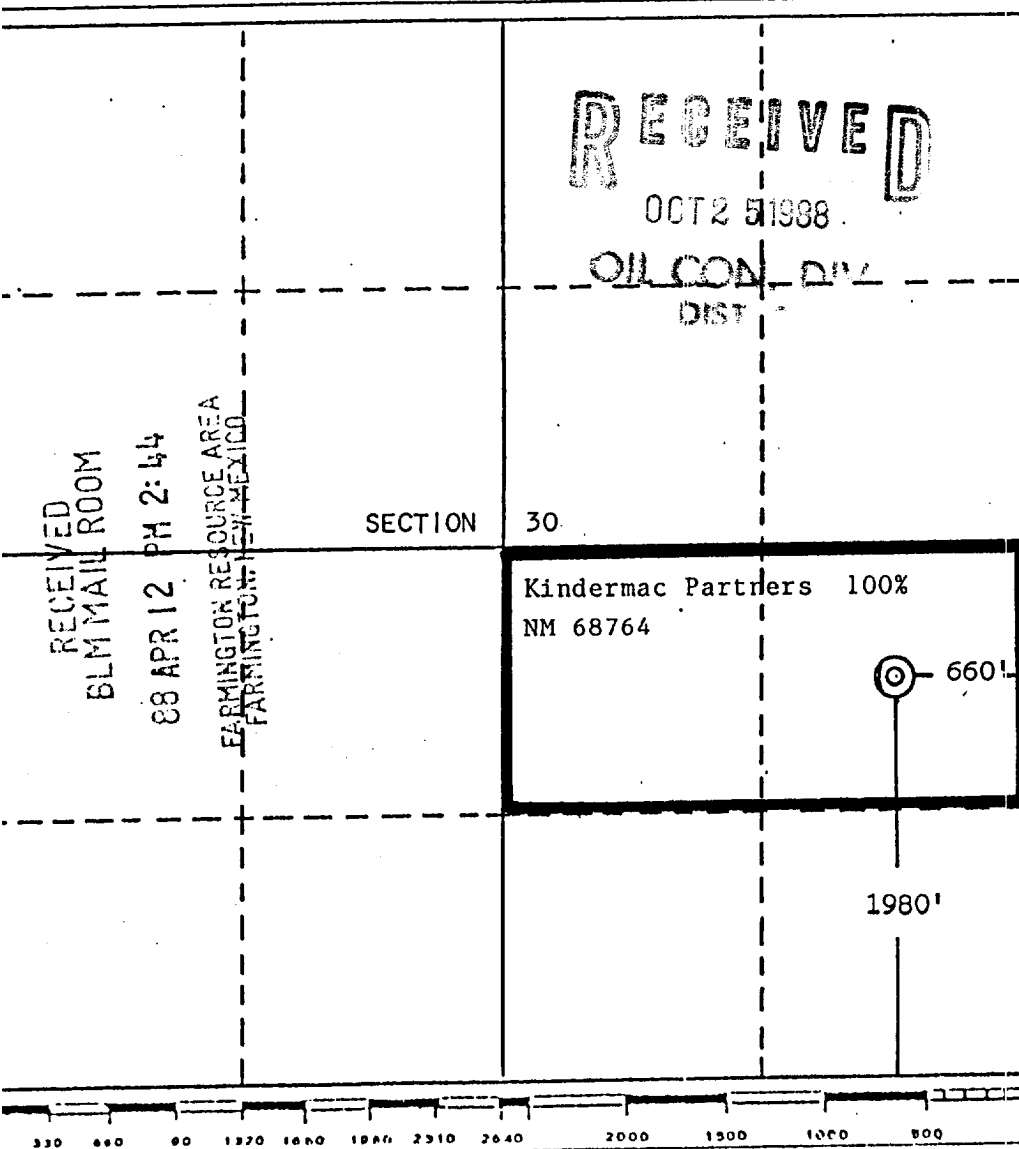 RECEIVED
OCT 25 1988
OIL CON. DIV
DIST
RECEIVED
BLM MAIL ROOM
88 APR 12 PM 2:44
FARMINGTON RESOURCE AREA
FARMINGTON, NEW MEXICO
SECTION 30
Kindermac Partners 100%
NM 68764
660'
1980'
330 660 90 1320 1650 1980 2310 2640 2000 1500 1000 500